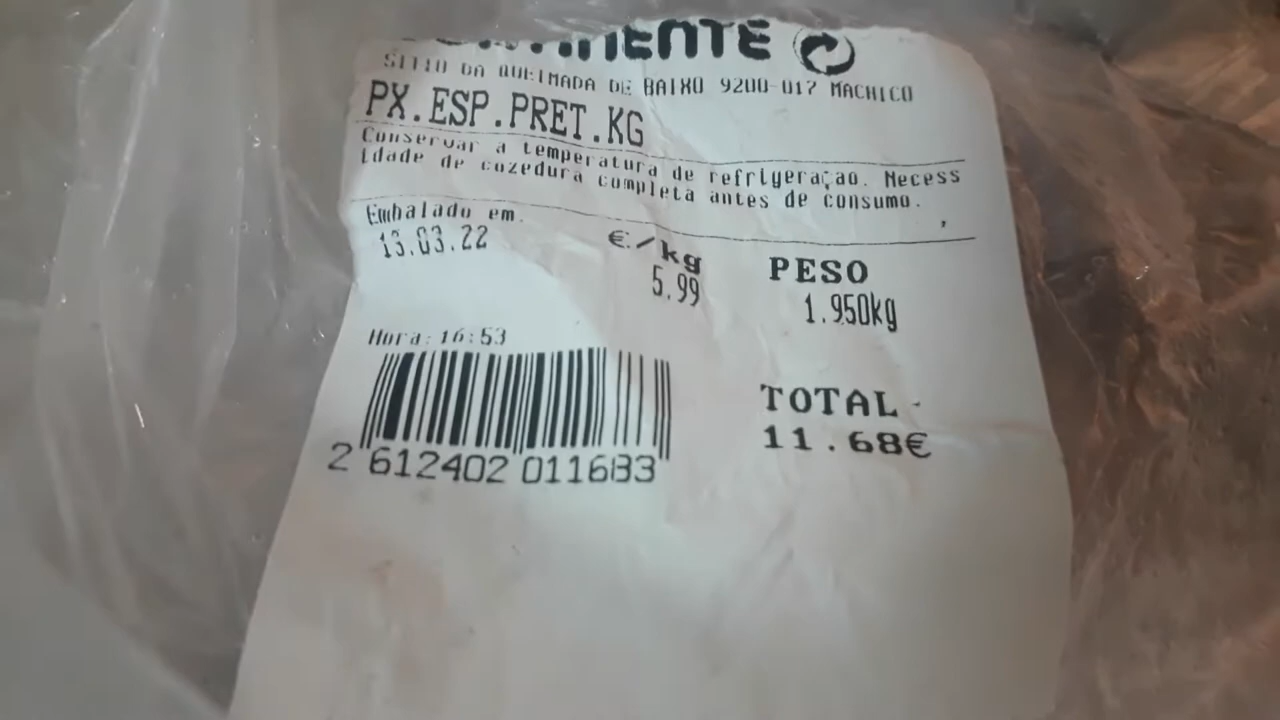 SITIO DA QUEIMADA DE BAIXO 9200-017 MACHICO
PX.ESP.PRET.KG
Conservar a temperatura de refrigeraçao. Necess
idade de cozedura completa antes de consumo.
Embalado em.
13.03.22
€/kg
5.99
PESO
1.950kg
Hora:16:53
TOTAL
11.68€
2 612402 011683